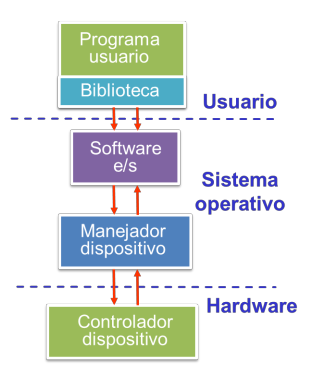 Programa
usuario
Biblioteca
Usuario
Software
e/s
Sistema
operativo
Manejador
dispositivo
Hardware
Controlador
dispositivo